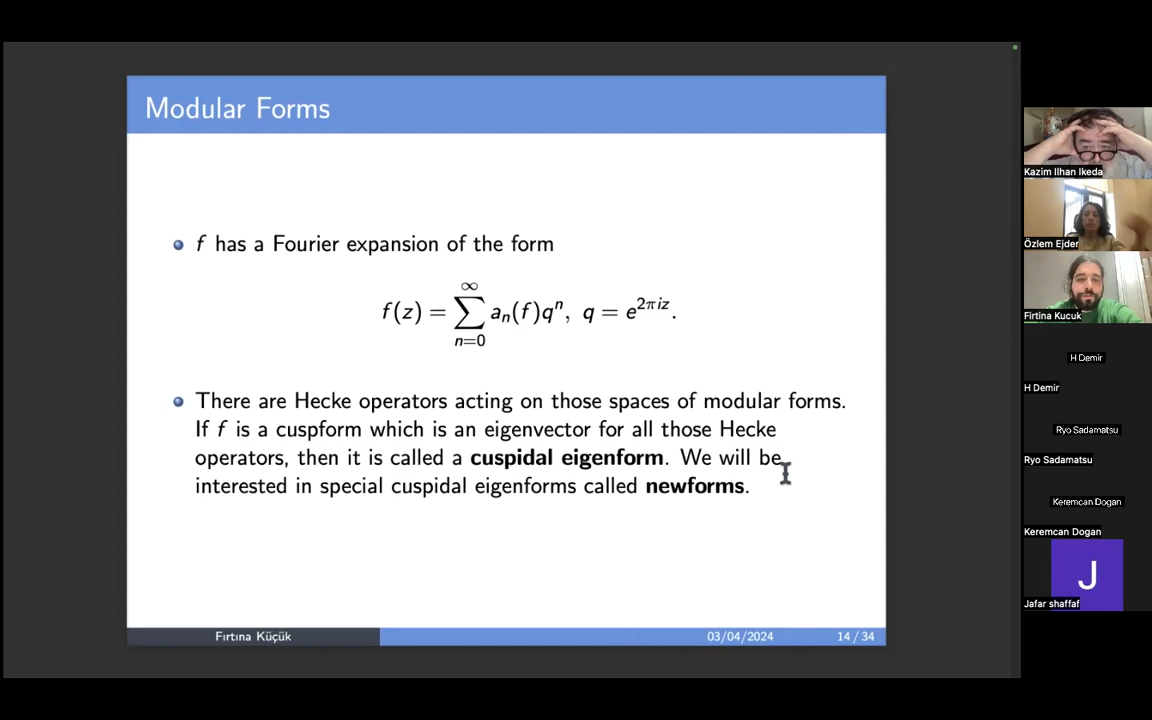 Modular Forms
f has a Fourier expansion of the form
f(z) = ∑_{n=0}^{∞} a_n(f)q^n, q = e^{2πiz}.
There are Hecke operators acting on those spaces of modular forms.
If f is a cuspform which is an eigenvector for all those Hecke
operators, then it is called a cuspidal eigenform. We will be
interested in special cuspidal eigenforms called newforms.
Fırtına Küçük
03/04/2024
14 / 34
Kazim Ilhan Ikeda
Özlem Ejder
Firtina Kucuk
H Demir
H Demir
Ryo Sadamatsu
Ryo Sadamatsu
Keremcan Dogan
Keremcan Dogan
J
Jafar shaffaf